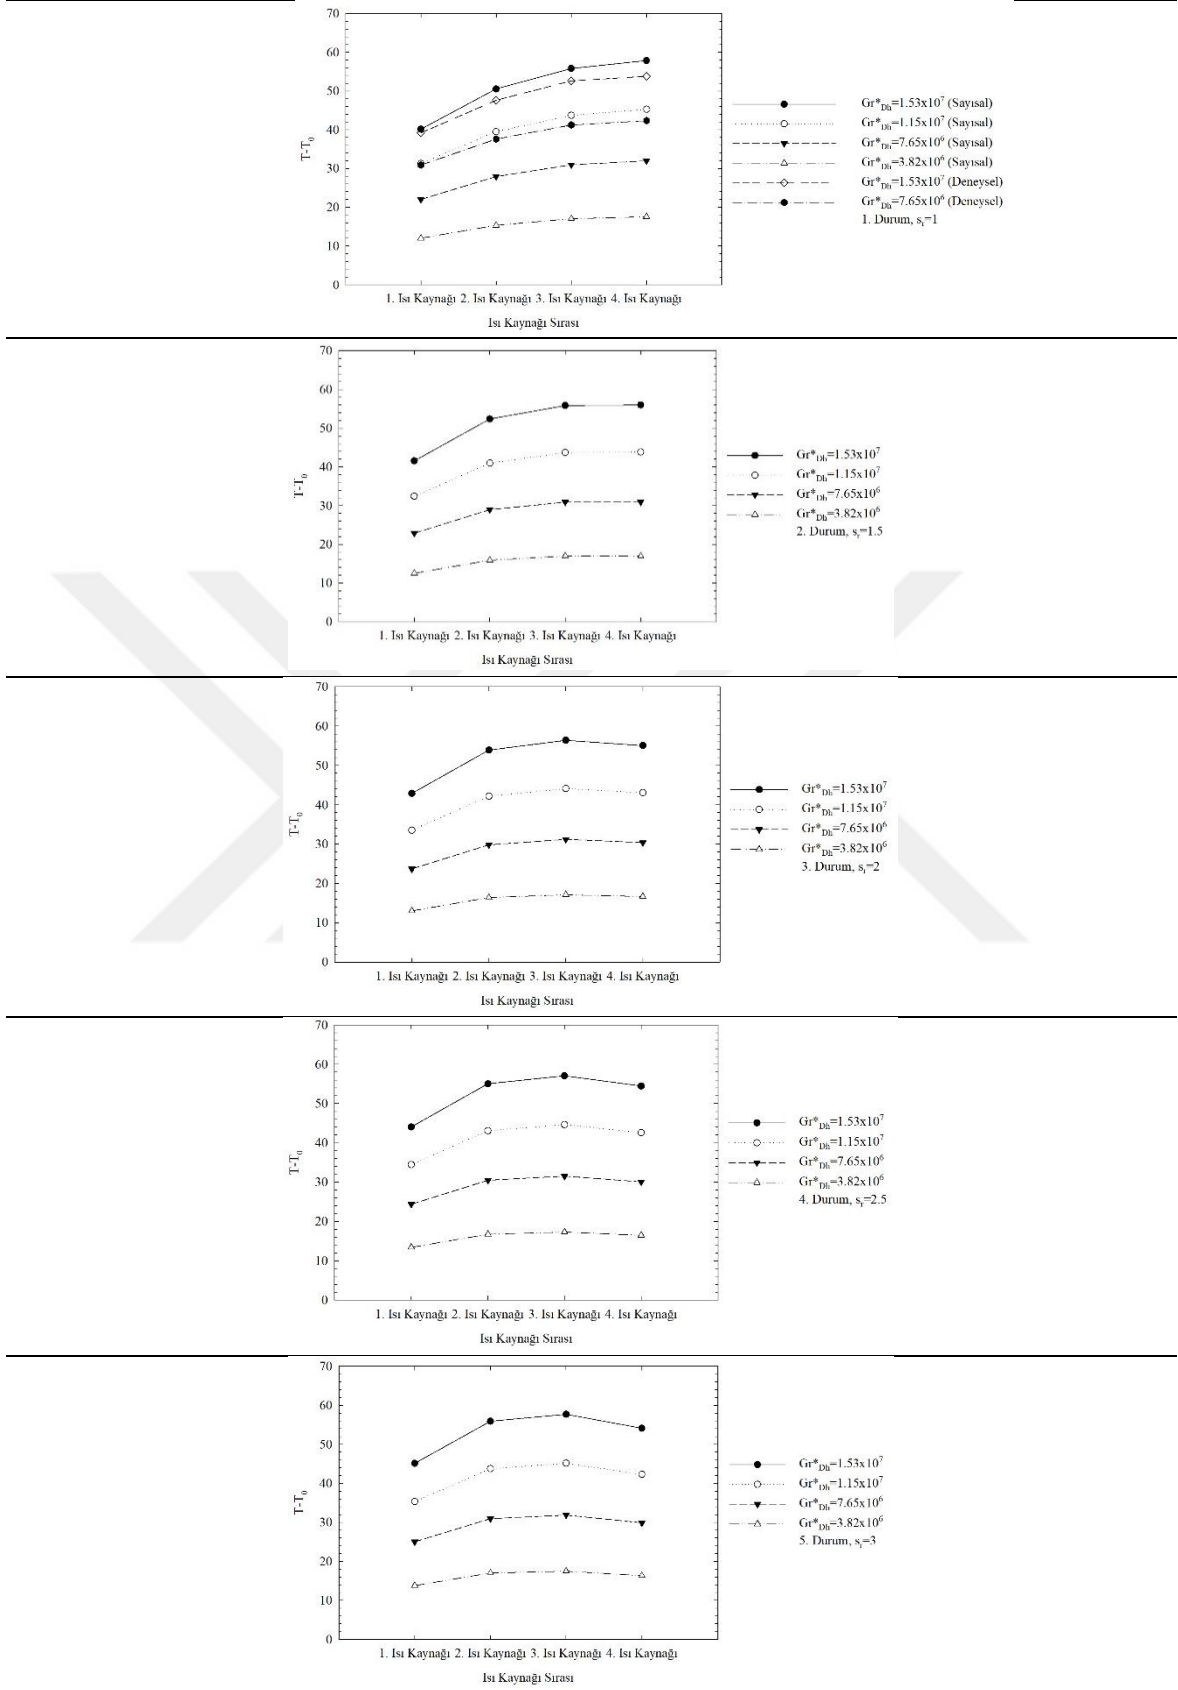 70
60
50
40
30
20
10
0
T-T0
1. Isı Kaynağı 2. Isı Kaynağı 3. Isı Kaynağı 4. Isı Kaynağı
Isı Kaynağı Sırası
Gr*Dh=1.53x10^7 (Sayısal)
Gr*Dh=1.15x10^7 (Sayısal)
Gr*Dh=7.65x10^6 (Sayısal)
Gr*Dh=3.82x10^6 (Sayısal)
Gr*Dh=1.53x10^7 (Deneysel)
Gr*Dh=7.65x10^6 (Deneysel)
1. Durum, sr=1
70
60
50
40
30
20
10
0
T-T0
1. Isı Kaynağı 2. Isı Kaynağı 3. Isı Kaynağı 4. Isı Kaynağı
Isı Kaynağı Sırası
Gr*Dh=1.53x10^7
Gr*Dh=1.15x10^7
Gr*Dh=7.65x10^6
Gr*Dh=3.82x10^6
2. Durum, sr=1.5
70
60
50
40
30
20
10
0
T-T0
1. Isı Kaynağı 2. Isı Kaynağı 3. Isı Kaynağı 4. Isı Kaynağı
Isı Kaynağı Sırası
Gr*Dh=1.53x10^7
Gr*Dh=1.15x10^7
Gr*Dh=7.65x10^6
Gr*Dh=3.82x10^6
3. Durum, sr=2
70
60
50
40
30
20
10
0
T-T0
1. Isı Kaynağı 2. Isı Kaynağı 3. Isı Kaynağı 4. Isı Kaynağı
Isı Kaynağı Sırası
Gr*Dh=1.53x10^7
Gr*Dh=1.15x10^7
Gr*Dh=7.65x10^6
Gr*Dh=3.82x10^6
4. Durum, sr=2.5
70
60
50
40
30
20
10
0
T-T0
1. Isı Kaynağı 2. Isı Kaynağı 3. Isı Kaynağı 4. Isı Kaynağı
Isı Kaynağı Sırası
Gr*Dh=1.53x10^7
Gr*Dh=1.15x10^7
Gr*Dh=7.65x10^6
Gr*Dh=3.82x10^6
5. Durum, sr=3